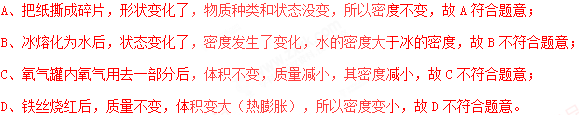 A、把纸撕成碎片，形状变化了，物质种类和状态没变，所以密度不变，故 A 符合题意；
B、冰熔化为水后，状态变化了，密度发生了变化，水的密度大于冰的密度，故 B 不符合题意；
C、氧气罐内氧气用去一部分后，体积不变，质量减小，其密度减小，故 C 不符合题意；
D、铁丝烧红后，质量不变，体积变大（热膨胀），所以密度变小，故 D 不符合题意。